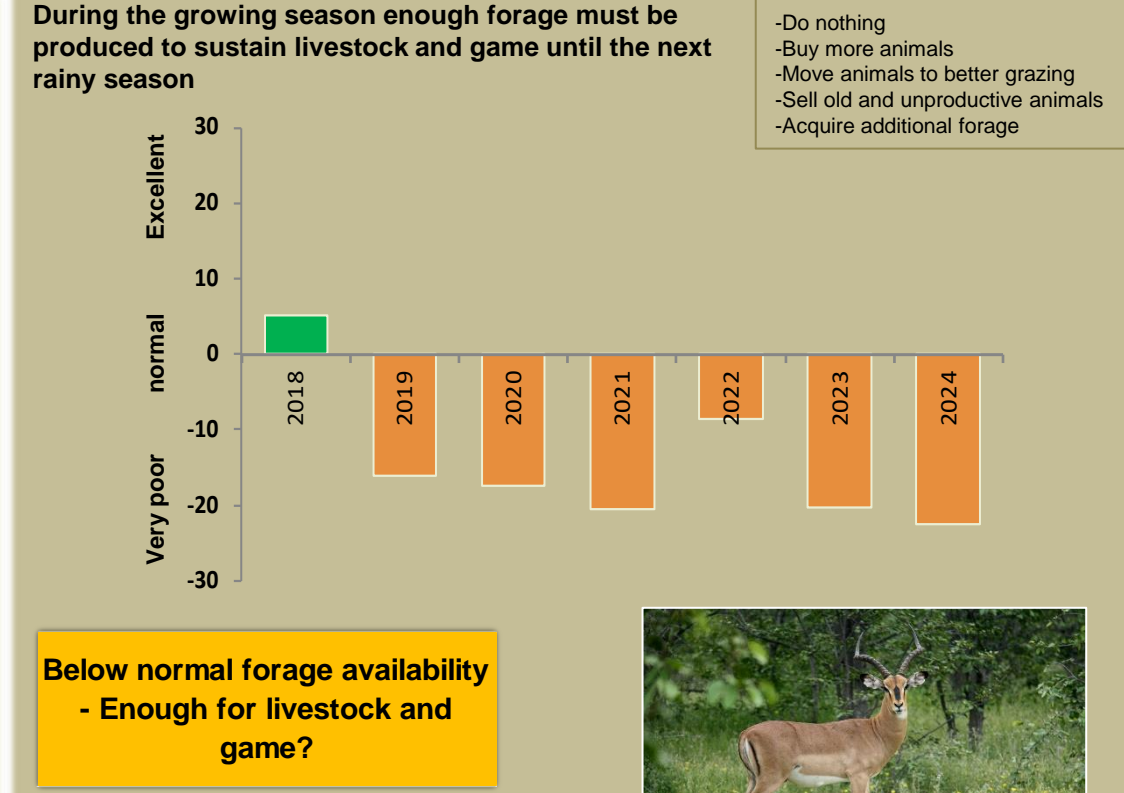 During the growing season enough forage must be
produced to sustain livestock and game until the next
rainy season
-Do nothing
-Buy more animals
-Move animals to better grazing
-Sell old and unproductive animals
-Acquire additional forage
Excellent
normal
Very poor
30
20
10
0
-10
-20
-30
2018
2019
2020
2021
2022
2023
2024
Below normal forage availability
- Enough for livestock and
game?